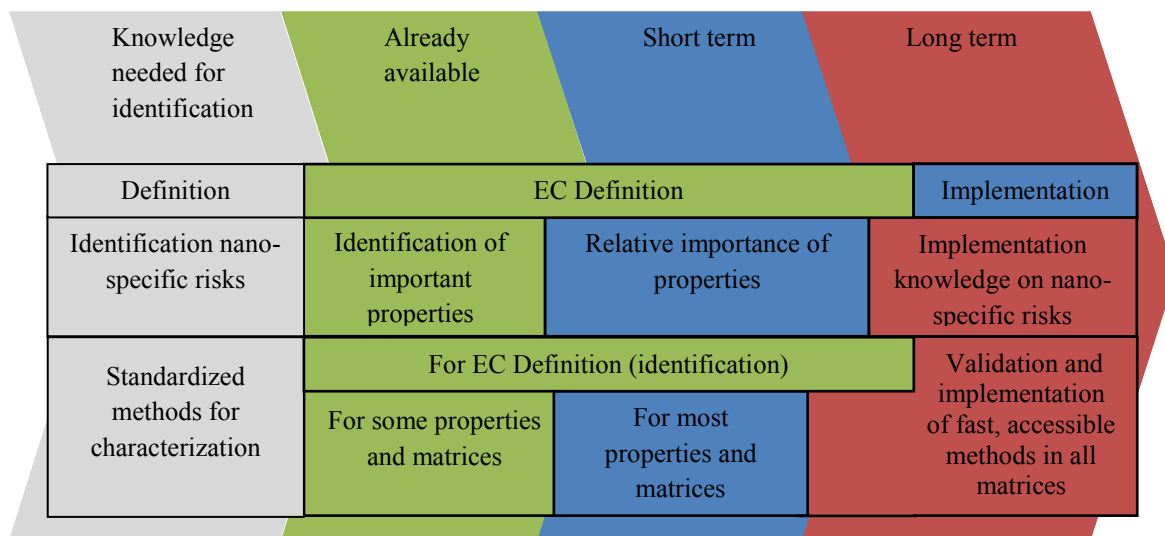 Knowledge
needed for
identification
Already
available
Short term
Long term
Definition
EC Definition
Implementation
Identification nano-
specific risks
Identification of
important
properties
Relative importance of
properties
Implementation
knowledge on nano-
specific risks
Standardized
methods for
characterization
For EC Definition (identification)
For some properties
and matrices
For most
properties and
matrices
Validation and
implementation
of fast, accessible
methods in all
matrices